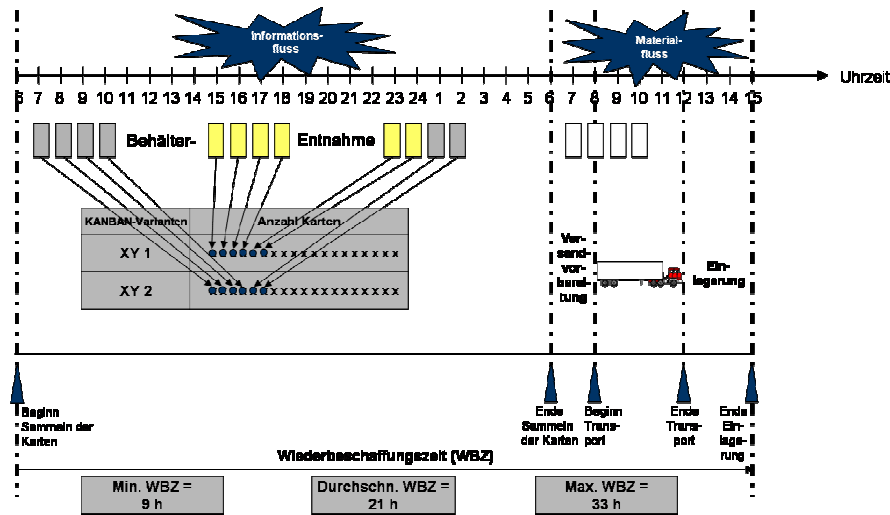 Informations-
fluss
Material-
fluss
Uhrzeit
6 7 8 9 10 11 12 13 14 15 16 17 18 19 20 21 22 23 24 1 2 3 4 5 6 7 8 9 10 11 12 13 14 15
Behälter- Entnahme
KANBAN-Varianten Anzahl Karten
XY 1 x x x x x x x x x x x x x
XY 2 x x x x x x x x x x x x x
Ver-
sand-
vor-
berei-
tung
Ein-
lagerung
Beginn
Sammeln der
Karten
Ende
Sammeln
der Karten
Beginn
Trans-
port
Ende
Trans-
port
Ende
Ein-
lage-
rung
Wiederbeschaffungszeit (WBZ)
Min. WBZ =
9 h
Durchschn. WBZ =
21 h
Max. WBZ =
33 h